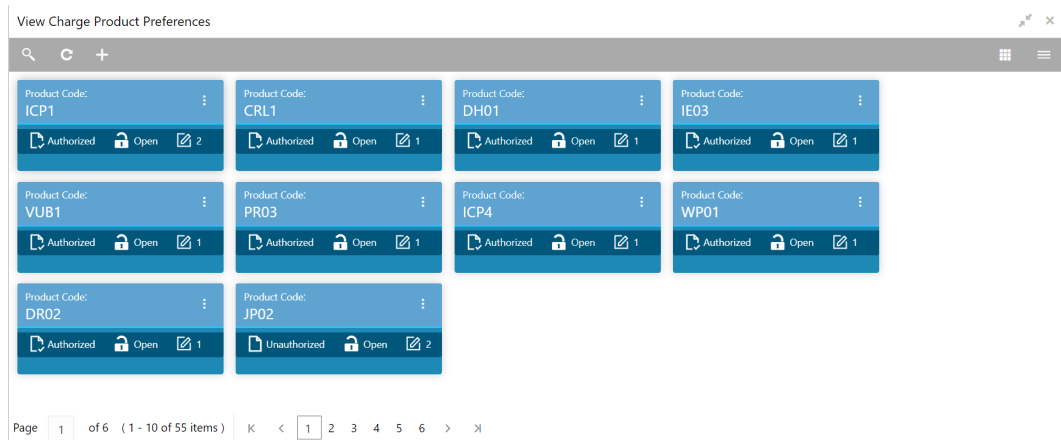 View Charge Product Preferences
Product Code: Product Code: Product Code: Product Code:
ICP1 CRL1 DH01 IE03
Authorized Open 2 Authorized Open 1 Authorized Open 1 Authorized Open 1
Product Code: Product Code: Product Code: Product Code:
VUB1 PR03 ICP4 WP01
Authorized Open 1 Authorized Open 1 Authorized Open 1 Authorized Open 1
Product Code: Product Code:
DR02 JP02
Authorized Open 1 Unauthorized Open 2
Page 1 of 6 (1 - 10 of 55 items) 1 2 3 4 5 6